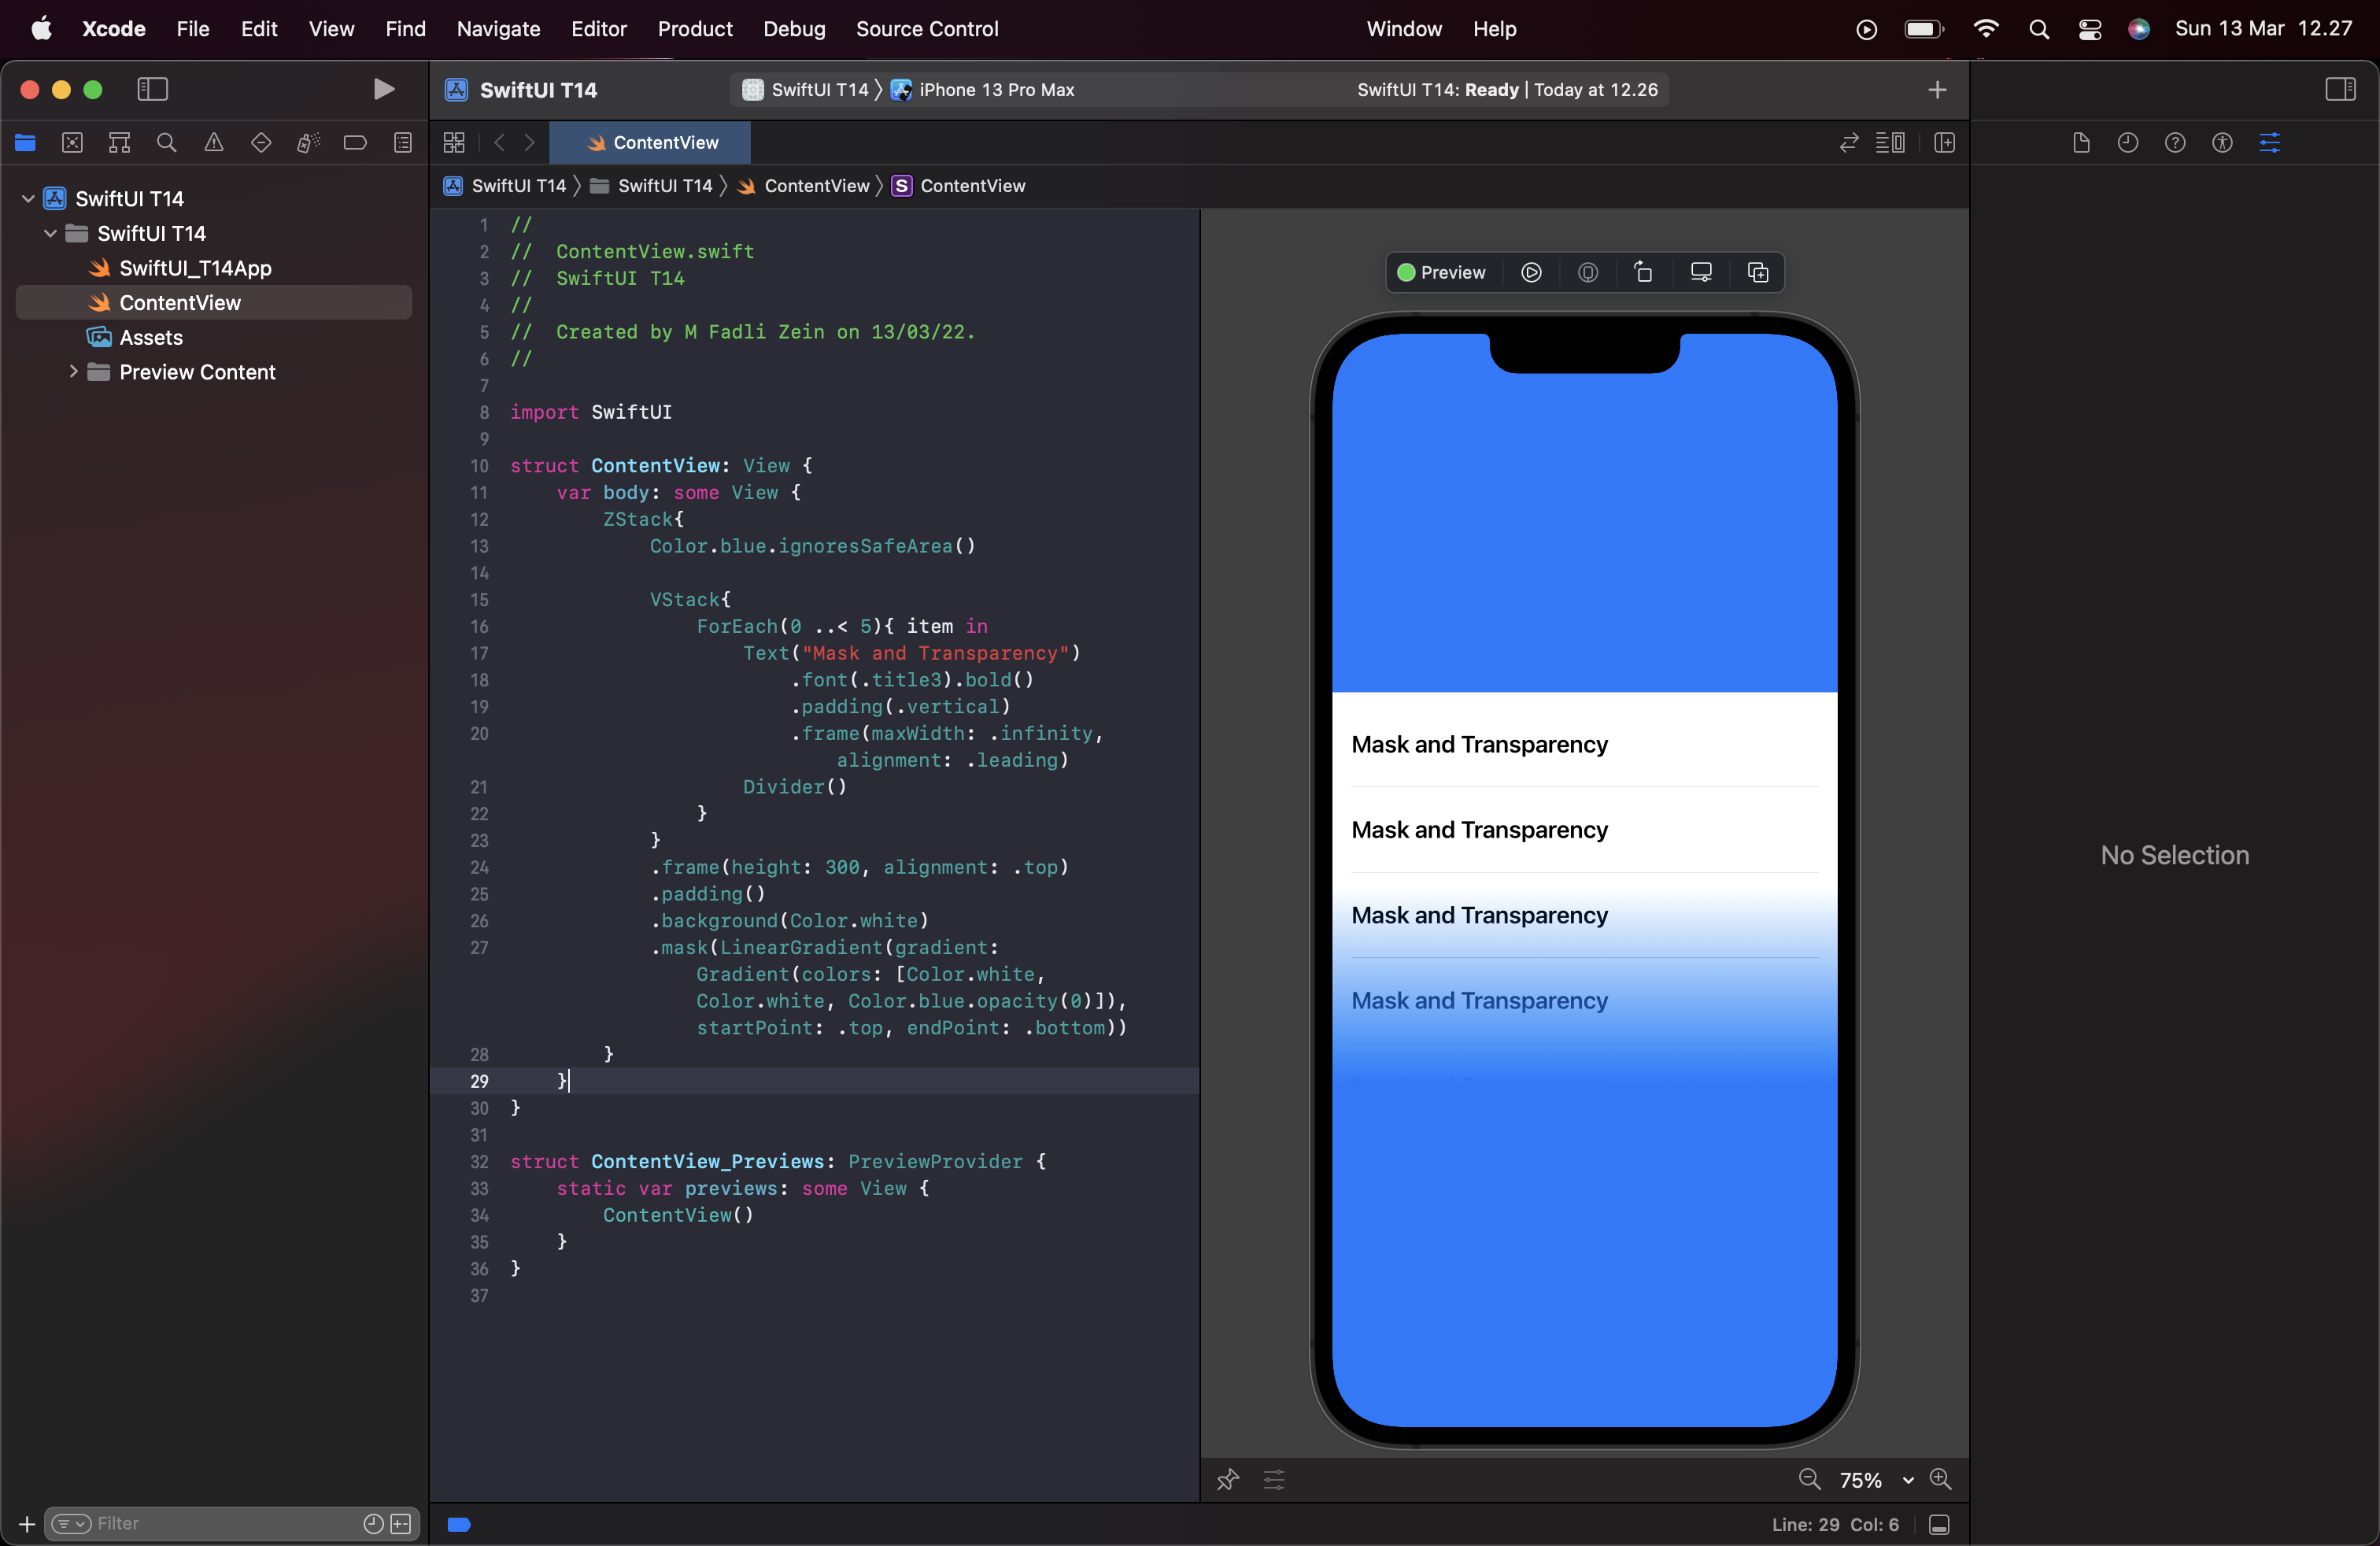 Xcode File Edit View Find Navigate Editor Product Debug Source Control Window Help Sun 13 Mar 12.27
SwiftUI T14 SwiftUI T14 〉 iPhone 13 Pro Max SwiftUI T14: Ready | Today at 12.26
ContentView
SwiftUI T14 〉 SwiftUI T14 〉 ContentView 〉 S ContentView
SwiftUI T14
SwiftUI T14
SwiftUI_T14App
ContentView
Assets
Preview Content
Filter
1 //
2 //  ContentView.swift
3 //  SwiftUI T14
4 //
5 //  Created by M Fadli Zein on 13/03/22.
6 //
7
8 import SwiftUI
9
10 struct ContentView: View {
11     var body: some View {
12         ZStack{
13             Color.blue.ignoresSafeArea()
14
15             VStack{
16                 ForEach(0 ..< 5){ item in
17                     Text("Mask and Transparency")
18                         .font(.title3).bold()
19                         .padding(.vertical)
20                         .frame(maxWidth: .infinity,
                            alignment: .leading)
21                     Divider()
22                 }
23             }
24             .frame(height: 300, alignment: .top)
25             .padding()
26             .background(Color.white)
27             .mask(LinearGradient(gradient:
                Gradient(colors: [Color.white,
                Color.white, Color.blue.opacity(0)]),
                startPoint: .top, endPoint: .bottom))
28         }
29     }
30 }
31
32 struct ContentView_Previews: PreviewProvider {
33     static var previews: some View {
34         ContentView()
35     }
36 }
37
Preview
Mask and Transparency
Mask and Transparency
Mask and Transparency
Mask and Transparency
75%
Line: 29 Col: 6
No Selection